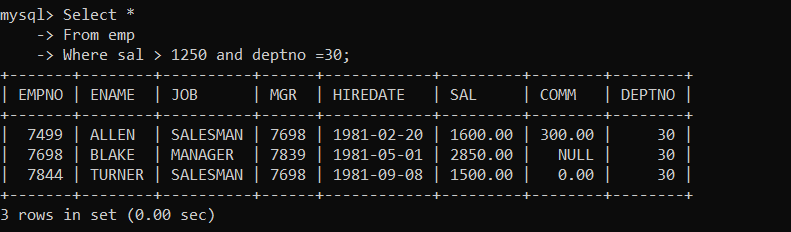 mysql> Select *
    -> From emp
    -> Where sal > 1250 and deptno =30;
+-------+--------+----------+------+------------+---------+--------+--------+
| EMPNO | ENAME  | JOB      | MGR  | HIREDATE   | SAL     | COMM   | DEPTNO |
+-------+--------+----------+------+------------+---------+--------+--------+
|  7499 | ALLEN  | SALESMAN | 7698 | 1981-02-20 | 1600.00 | 300.00 |     30 |
|  7698 | BLAKE  | MANAGER  | 7839 | 1981-05-01 | 2850.00 |   NULL |     30 |
|  7844 | TURNER | SALESMAN | 7698 | 1981-09-08 | 1500.00 |   0.00 |     30 |
+-------+--------+----------+------+------------+---------+--------+--------+
3 rows in set (0.00 sec)